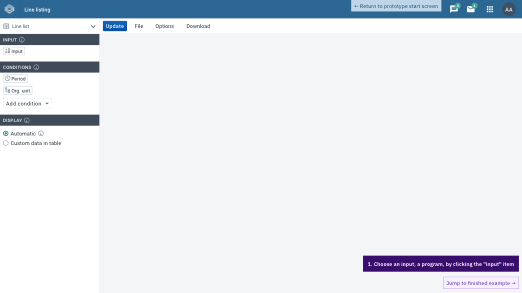 Line listing
← Return to prototype start screen
AA
Line list
Update
File
Options
Download
INPUT
Input
CONDITIONS
Period
Org. unit
Add condition
DISPLAY
Automatic
Custom data in table
1. Choose an input, a program, by clicking the "Input" item
Jump to finished example →